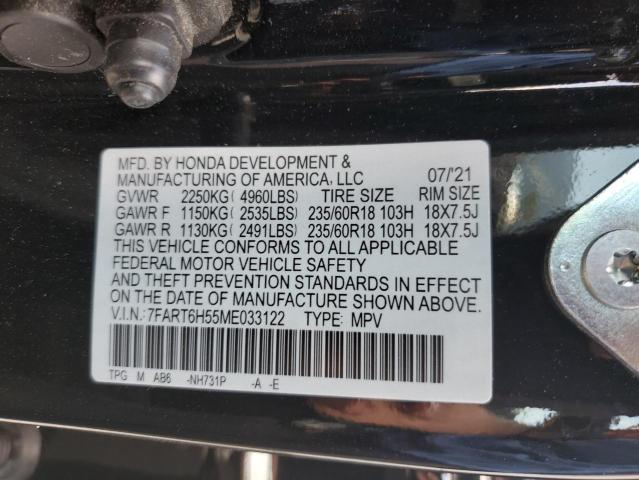 MFD. BY HONDA DEVELOPMENT & 07/'21
MANUFACTURING OF AMERICA, LLC
GVWR 2250KG (4960LBS) TIRE SIZE RIM SIZE
GAWR F 1150KG (2535LBS) 235/60R18 103H 18X7.5J
GAWR R 1130KG (2491LBS) 235/60R18 103H 18X7.5J
THIS VEHICLE CONFORMS TO ALL APPLICABLE
FEDERAL MOTOR VEHICLE SAFETY
AND THEFT PREVENTION STANDARDS IN EFFECT
ON THE DATE OF MANUFACTURE SHOWN ABOVE.
V.I.N.: 7FART6H55ME033122 TYPE: MPV
TPG M AB6 -NH731P -A -E